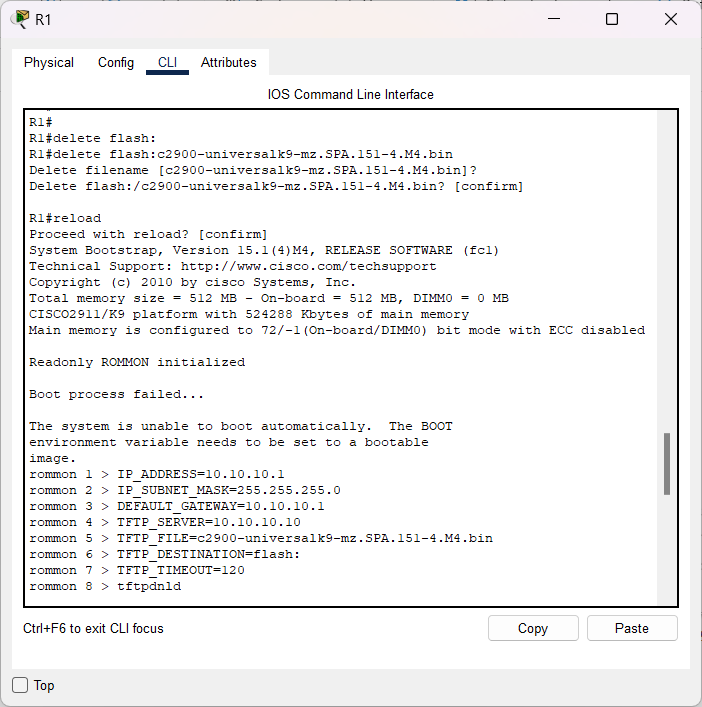 R1
Physical Config CLI Attributes
IOS Command Line Interface
R1#
R1#delete flash:
R1#delete flash:c2900-universalk9-mz.SPA.151-4.M4.bin
Delete filename [c2900-universalk9-mz.SPA.151-4.M4.bin]?
Delete flash:/c2900-universalk9-mz.SPA.151-4.M4.bin? [confirm]
R1#reload
Proceed with reload? [confirm]
System Bootstrap, Version 15.1(4)M4, RELEASE SOFTWARE (fc1)
Technical Support: http://www.cisco.com/techsupport
Copyright (c) 2010 by cisco Systems, Inc.
Total memory size = 512 MB - On-board = 512 MB, DIMM0 = 0 MB
CISCO2911/K9 platform with 524288 Kbytes of main memory
Main memory is configured to 72/-1(On-board/DIMM0) bit mode with ECC disabled
Readonly ROMMON initialized
Boot process failed...
The system is unable to boot automatically.  The BOOT
environment variable needs to be set to a bootable
image.
rommon 1 > IP_ADDRESS=10.10.10.1
rommon 2 > IP_SUBNET_MASK=255.255.255.0
rommon 3 > DEFAULT_GATEWAY=10.10.10.1
rommon 4 > TFTP_SERVER=10.10.10.10
rommon 5 > TFTP_FILE=c2900-universalk9-mz.SPA.151-4.M4.bin
rommon 6 > TFTP_DESTINATION=flash:
rommon 7 > TFTP_TIMEOUT=120
rommon 8 > tftpdnld
Ctrl+F6 to exit CLI focus
Copy Paste
Top